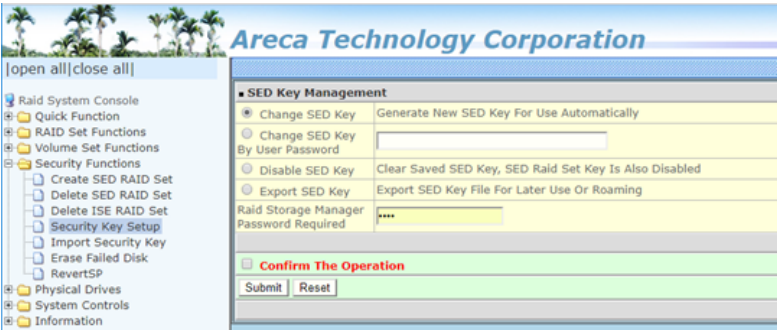 Areca Technology Corporation
|open all|close all|
Raid System Console
Quick Function
RAID Set Functions
Volume Set Functions
Security Functions
Create SED RAID Set
Delete SED RAID Set
Delete ISE RAID Set
Security Key Setup
Import Security Key
Erase Failed Disk
RevertSP
Physical Drives
System Controls
Information
SED Key Management
Change SED Key Generate New SED Key For Use Automatically
Change SED Key
By User Password
Disable SED Key Clear Saved SED Key, SED Raid Set Key Is Also Disabled
Export SED Key Export SED Key File For Later Use Or Roaming
Raid Storage Manager
Password Required ••••
Confirm The Operation
Submit Reset